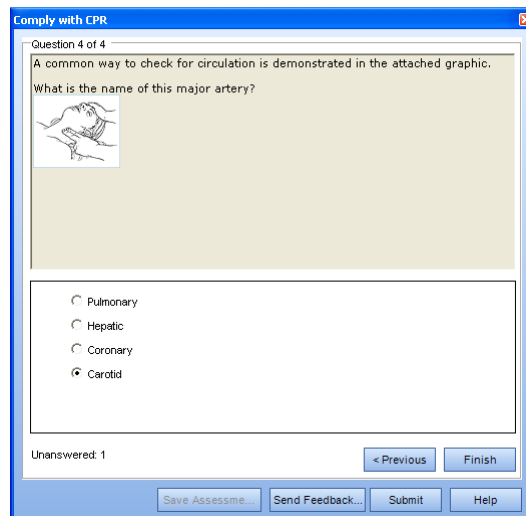 Comply with CPR
Question 4 of 4
A common way to check for circulation is demonstrated in the attached graphic.
What is the name of this major artery?
Pulmonary
Hepatic
Coronary
Carotid
Unanswered: 1
< Previous
Finish
Save Assessme...
Send Feedback...
Submit
Help